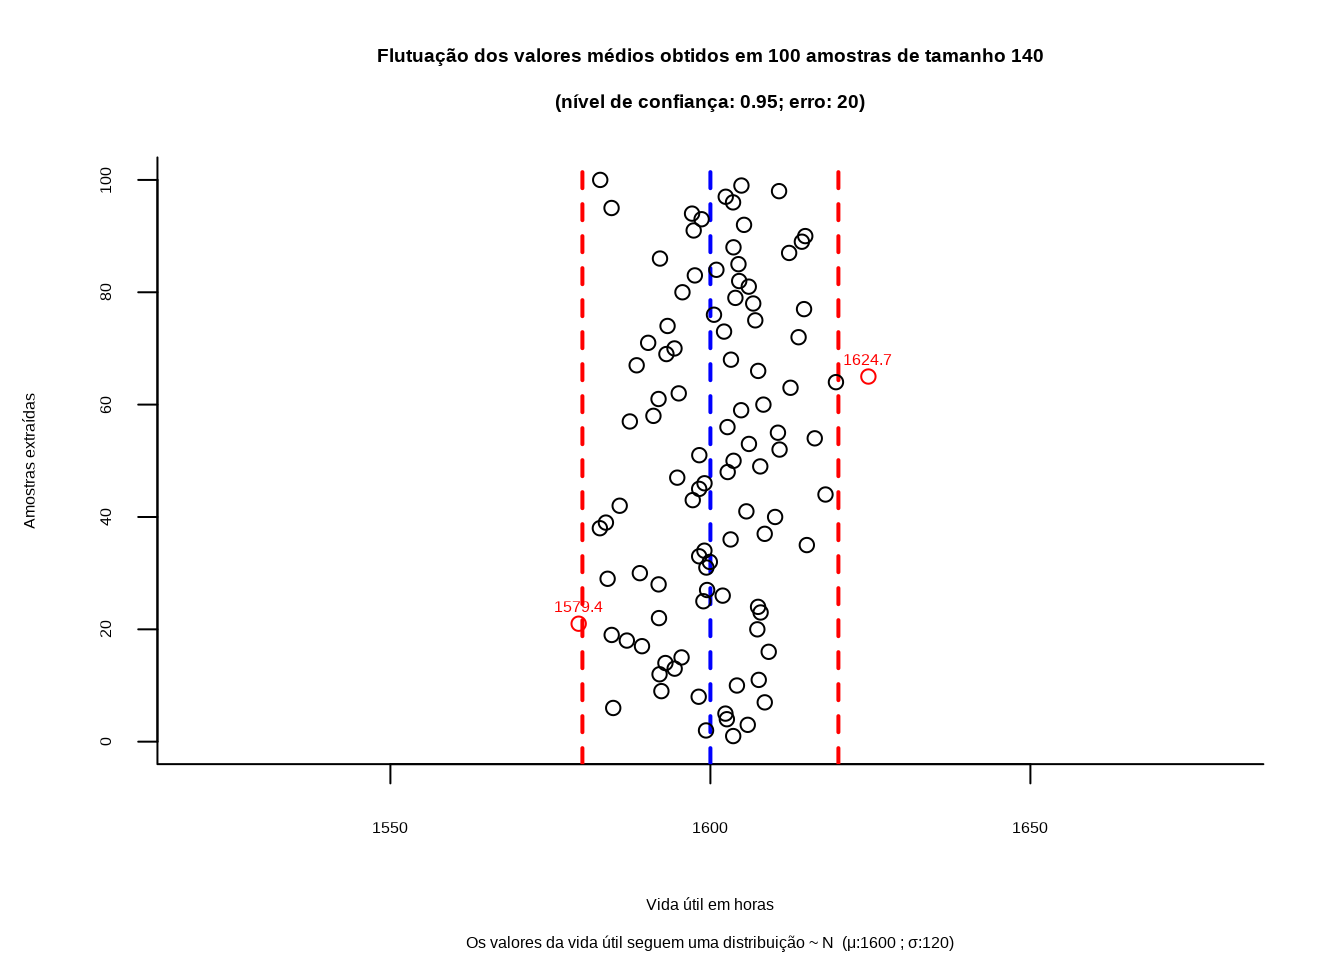 Flutuação dos valores médios obtidos em 100 amostras de tamanho 140
(nível de confiança: 0.95; erro: 20)
Amostras extraídas
100
80
60
40
20
0
1624.7
1579.4
1550
1600
1650
Vida útil em horas
Os valores da vida útil seguem uma distribuição ~ N  (μ:1600 ; σ:120)